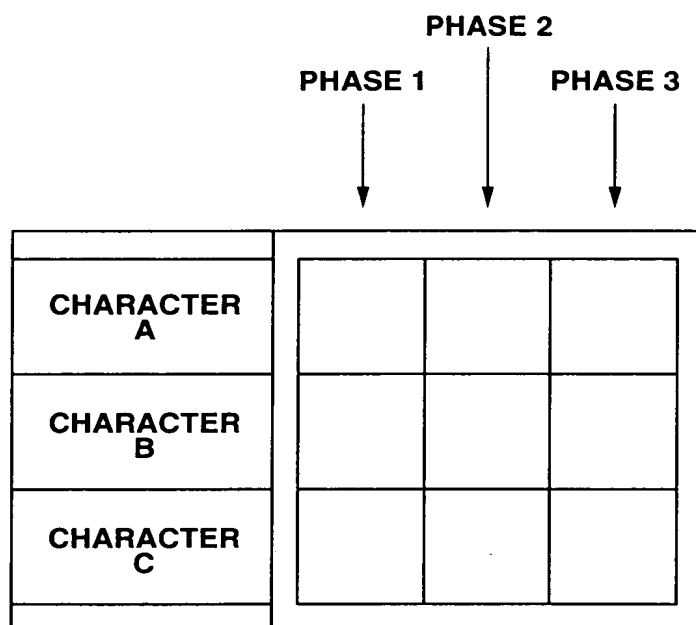 PHASE 2
PHASE 1
PHASE 3
CHARACTER
A
CHARACTER
B
CHARACTER
C